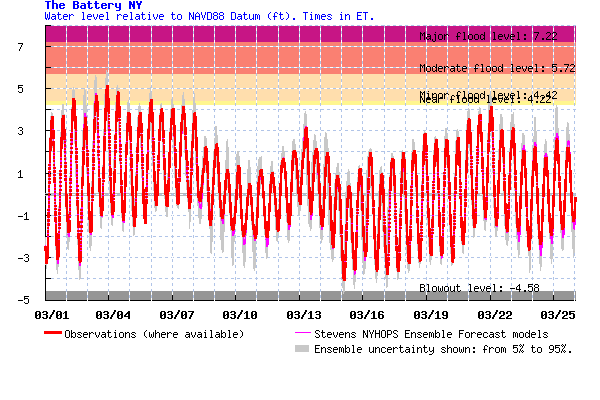 The Battery NY
Water level relative to NAVD88 Datum (ft). Times in ET.
Major flood level: 7.22
Moderate flood level: 5.72
Minor flood level: 4.42
Near flood level: 4.22
Blowout level: -4.58
7
5
3
1
-1
-3
-5
03/01 03/04 03/07 03/10 03/13 03/16 03/19 03/22 03/25
Observations (where available)
Stevens NYHOPS Ensemble Forecast models
Ensemble uncertainty shown: from 5% to 95%.